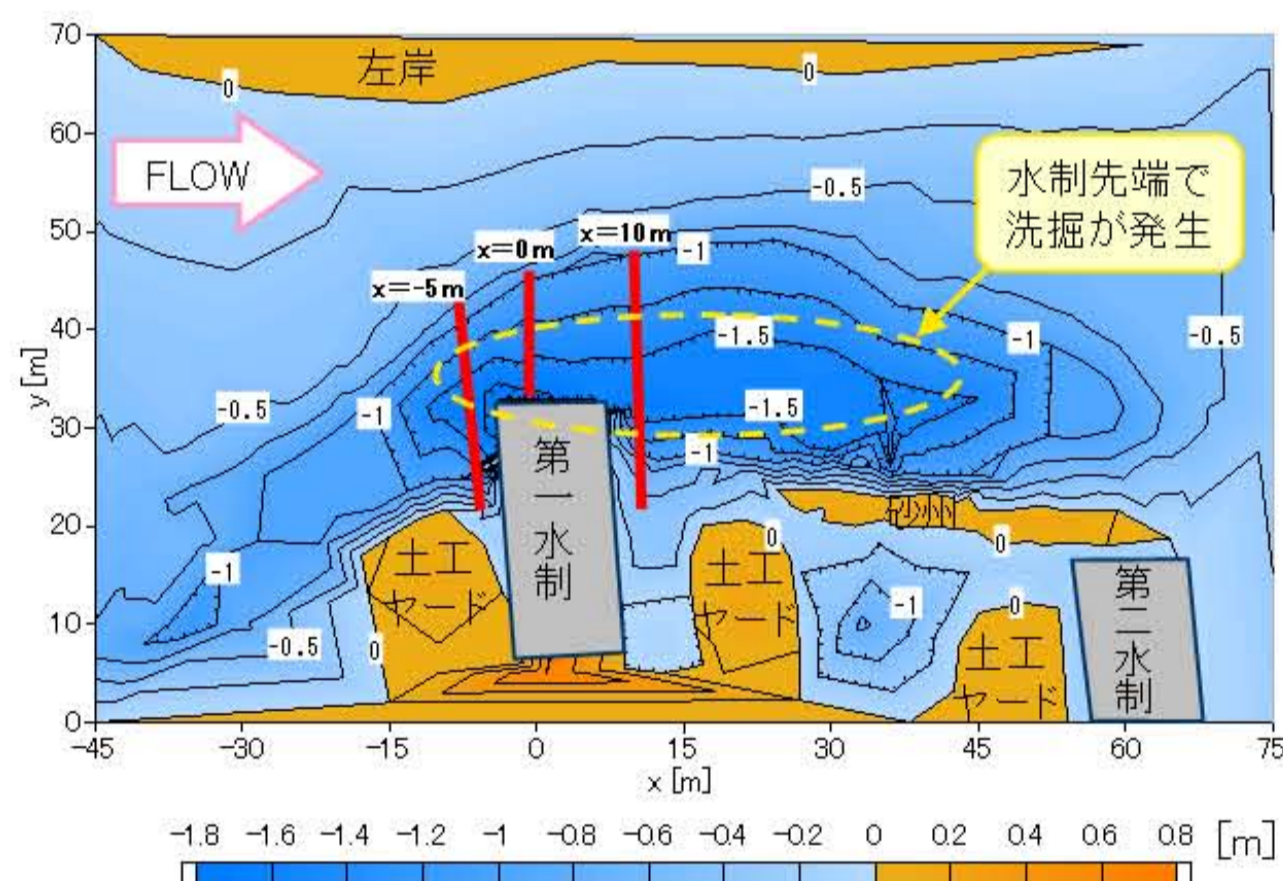 70
60
50
40
30
20
10
0
y [m]
左岸
0
0
FLOW
水制先端で
洗掘が発生
-0.5
x=0m
x=10m
-1
x=-5m
-1.5
-1
-0.5
-0.5
-1
-1.5
-1
第一水制
砂州
0
0
土工
ヤード
土工
ヤード
-1
-1
0
土工
ヤード
第二水制
-0.5
0
-45
-30
-15
0
15
30
45
60
75
x [m]
-1.8 -1.6 -1.4 -1.2 -1 -0.8 -0.6 -0.4 -0.2 0 0.2 0.4 0.6 0.8 [m]